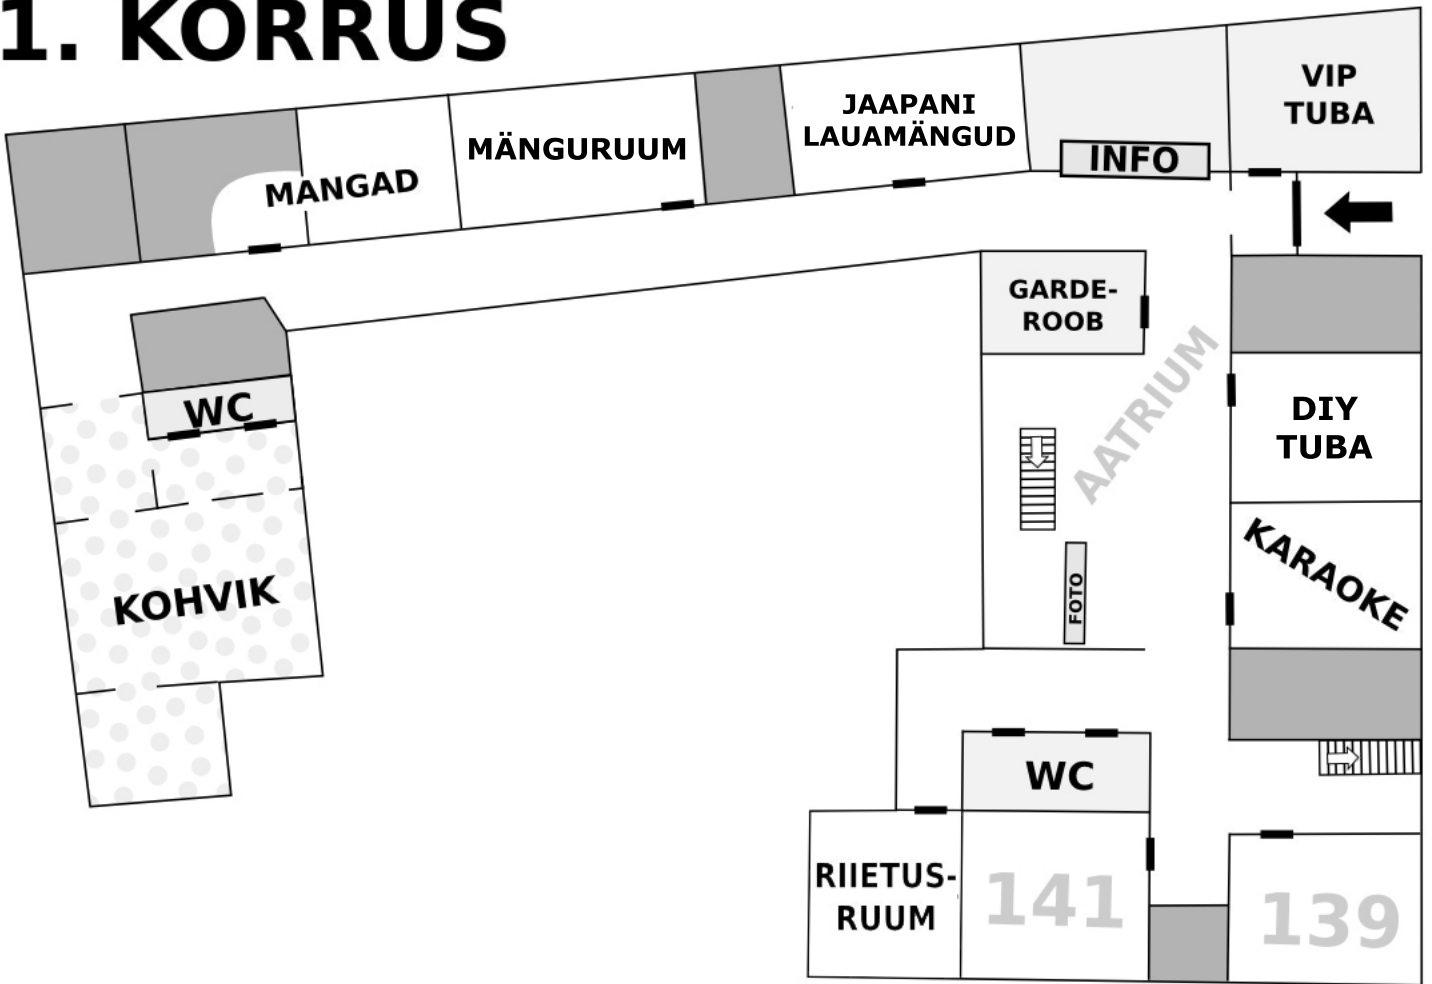 1. KORRUS
VIP
TUBA
JAAPANI
LAUAMÄNGUD
MÄNGURUUM
INFO
MANGAD
GARDE-
ROOB
AATRIUM
DIY
TUBA
WC
KARAOKE
KOHVIK
FOTO
WC
RIIETUS-
RUUM
141
139